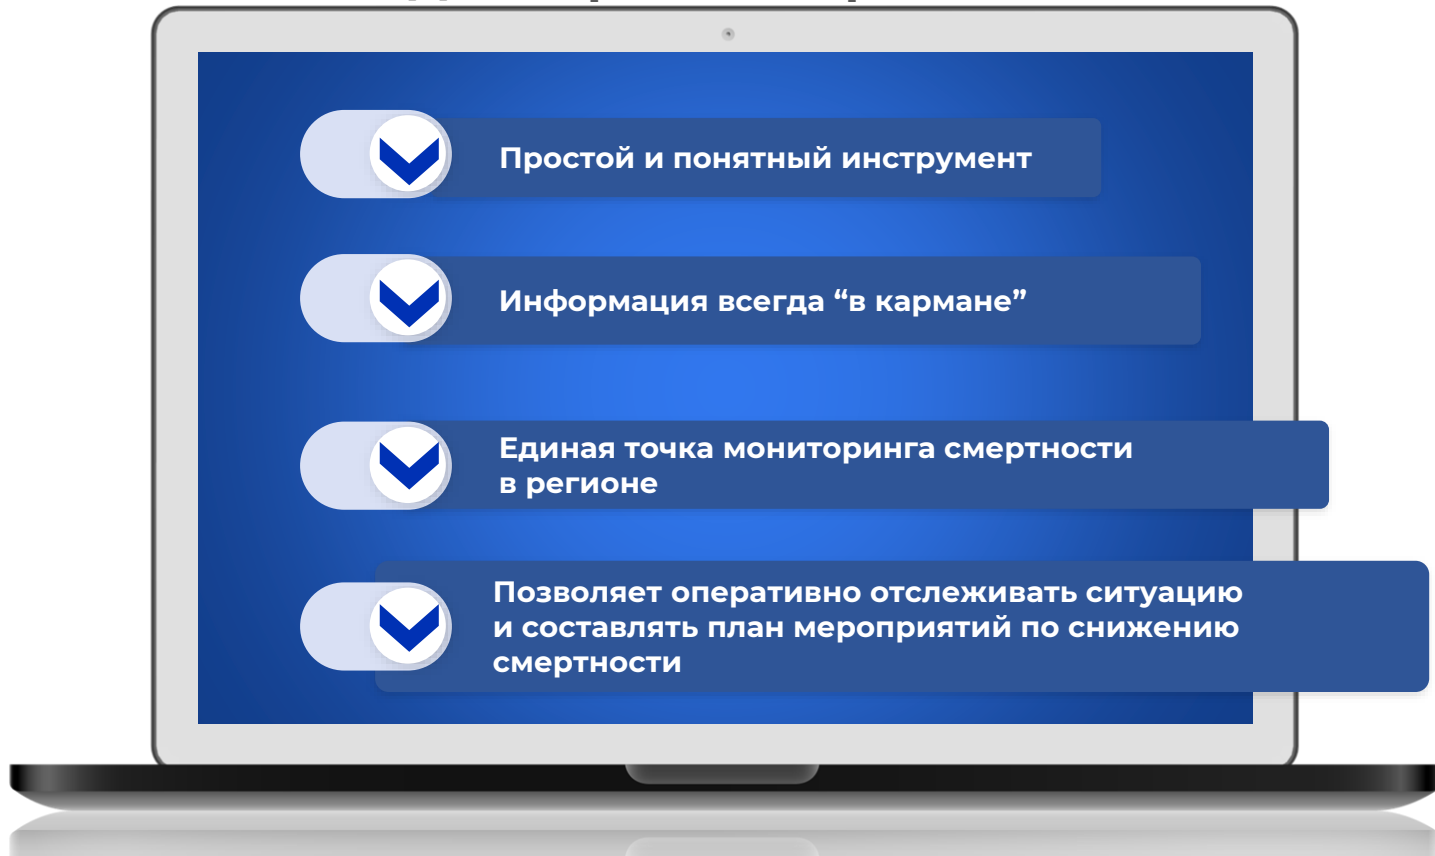 Простой и понятный инструмент
Информация всегда “в кармане”
Единая точка мониторинга смертности
в регионе
Позволяет оперативно отслеживать ситуацию
и составлять план мероприятий по снижению
смертности